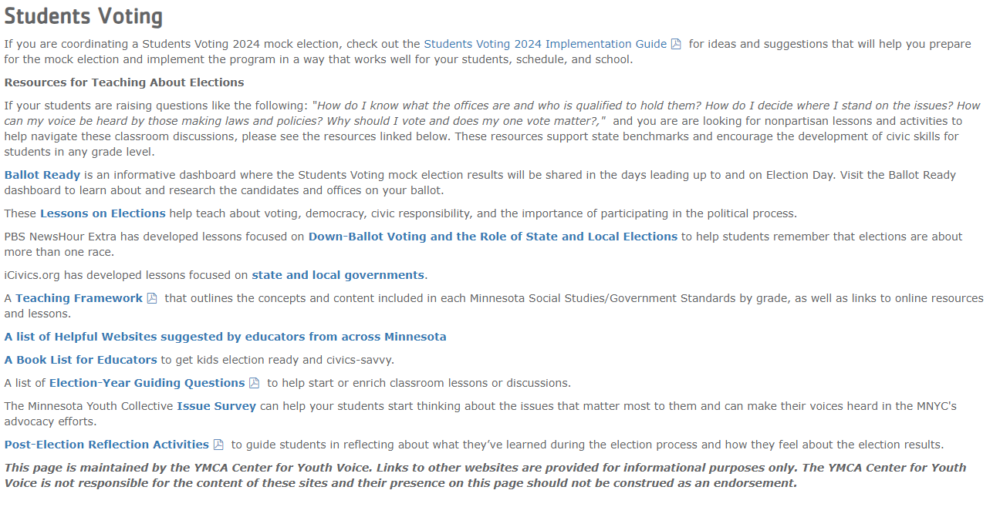 Students Voting
If you are coordinating a Students Voting 2024 mock election, check out the Students Voting 2024 Implementation Guide for ideas and suggestions that will help you prepare
for the mock election and implement the program in a way that works well for your students, schedule, and school.
Resources for Teaching About Elections
If your students are raising questions like the following: "How do I know what the offices are and who is qualified to hold them? How do I decide where I stand on the issues? How
can my voice be heard by those making laws and policies? Why should I vote and does my one vote matter?," and you are are looking for nonpartisan lessons and activities to
help navigate these classroom discussions, please see the resources linked below. These resources support state benchmarks and encourage the development of civic skills for
students in any grade level.
Ballot Ready is an informative dashboard where the Students Voting mock election results will be shared in the days leading up to and on Election Day. Visit the Ballot Ready
dashboard to learn about and research the candidates and offices on your ballot.
These Lessons on Elections help teach about voting, democracy, civic responsibility, and the importance of participating in the political process.
PBS NewsHour Extra has developed lessons focused on Down-Ballot Voting and the Role of State and Local Elections to help students remember that elections are about
more than one race.
iCivics.org has developed lessons focused on state and local governments.
A Teaching Framework that outlines the concepts and content included in each Minnesota Social Studies/Government Standards by grade, as well as links to online resources
and lessons.
A list of Helpful Websites suggested by educators from across Minnesota
A Book List for Educators to get kids election ready and civics-savvy.
A list of Election-Year Guiding Questions to help start or enrich classroom lessons or discussions.
The Minnesota Youth Collective Issue Survey can help your students start thinking about the issues that matter most to them and can make their voices heard in the MNYC's
advocacy efforts.
Post-Election Reflection Activities to guide students in reflecting about what they’ve learned during the election process and how they feel about the election results.
This page is maintained by the YMCA Center for Youth Voice. Links to other websites are provided for informational purposes only. The YMCA Center for Youth
Voice is not responsible for the content of these sites and their presence on this page should not be construed as an endorsement.